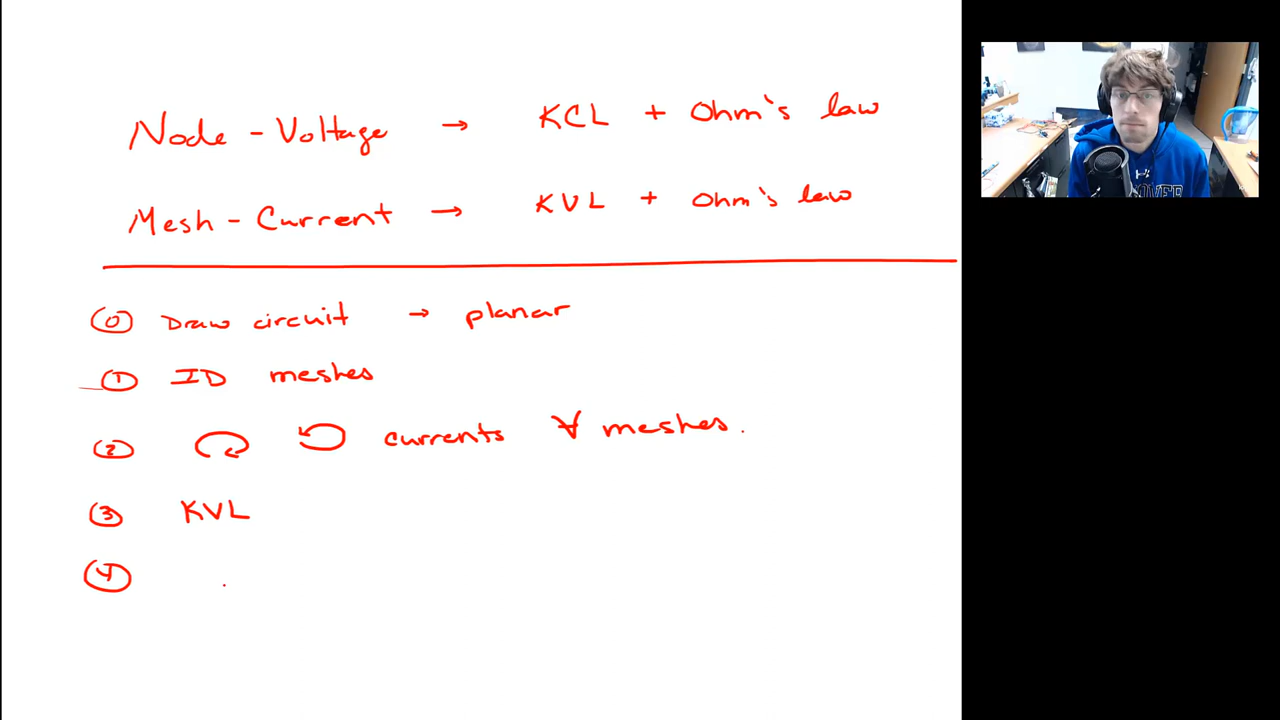 Node - Voltage → KCL + Ohm's law
Mesh - Current → KVL + Ohm's law
⓪ Draw circuit → planar
① ID meshes
② ↻ ↺ currents ∀ meshes.
③ KVL
④ .